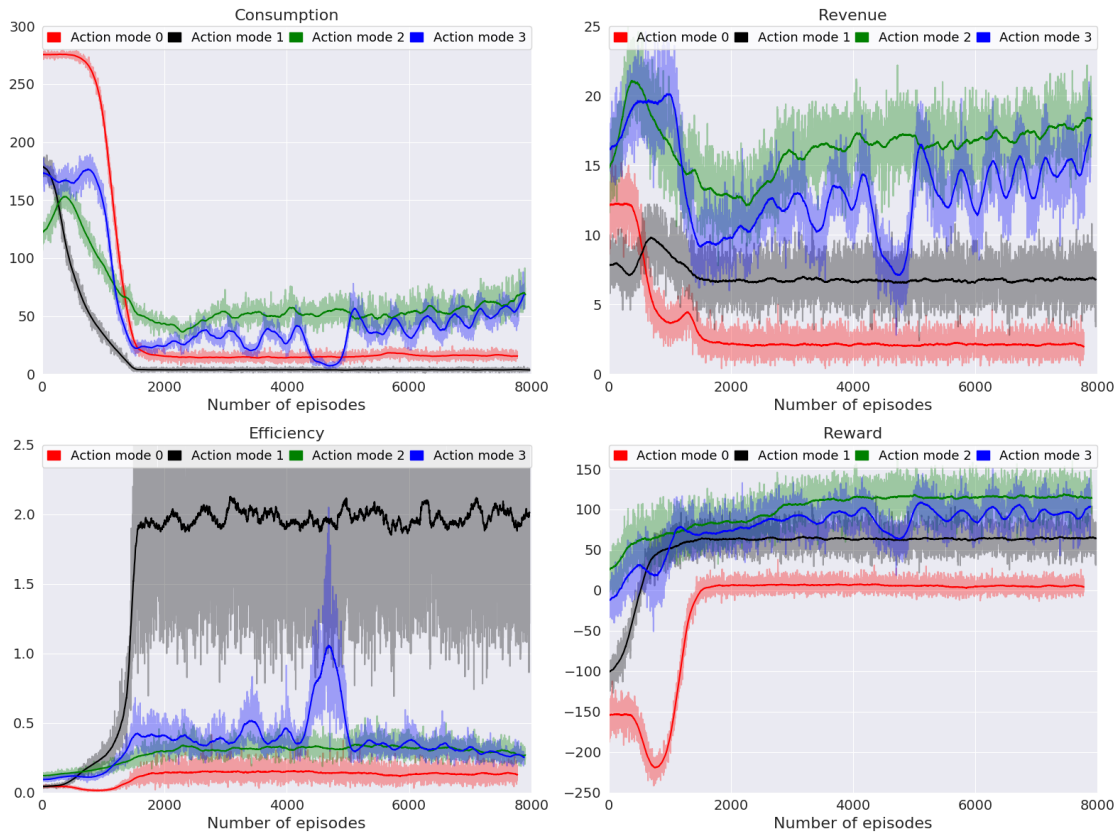 Consumption
Action mode 0 Action mode 1 Action mode 2 Action mode 3
300
250
200
150
100
50
0
0 2000 4000 6000 8000
Number of episodes
Revenue
Action mode 0 Action mode 1 Action mode 2 Action mode 3
25
20
15
10
5
0
0 2000 4000 6000 8000
Number of episodes
Efficiency
Action mode 0 Action mode 1 Action mode 2 Action mode 3
2.5
2.0
1.5
1.0
0.5
0.0
0 2000 4000 6000 8000
Number of episodes
Reward
Action mode 0 Action mode 1 Action mode 2 Action mode 3
150
100
50
0
−50
−100
−150
−200
−250
0 2000 4000 6000 8000
Number of episodes